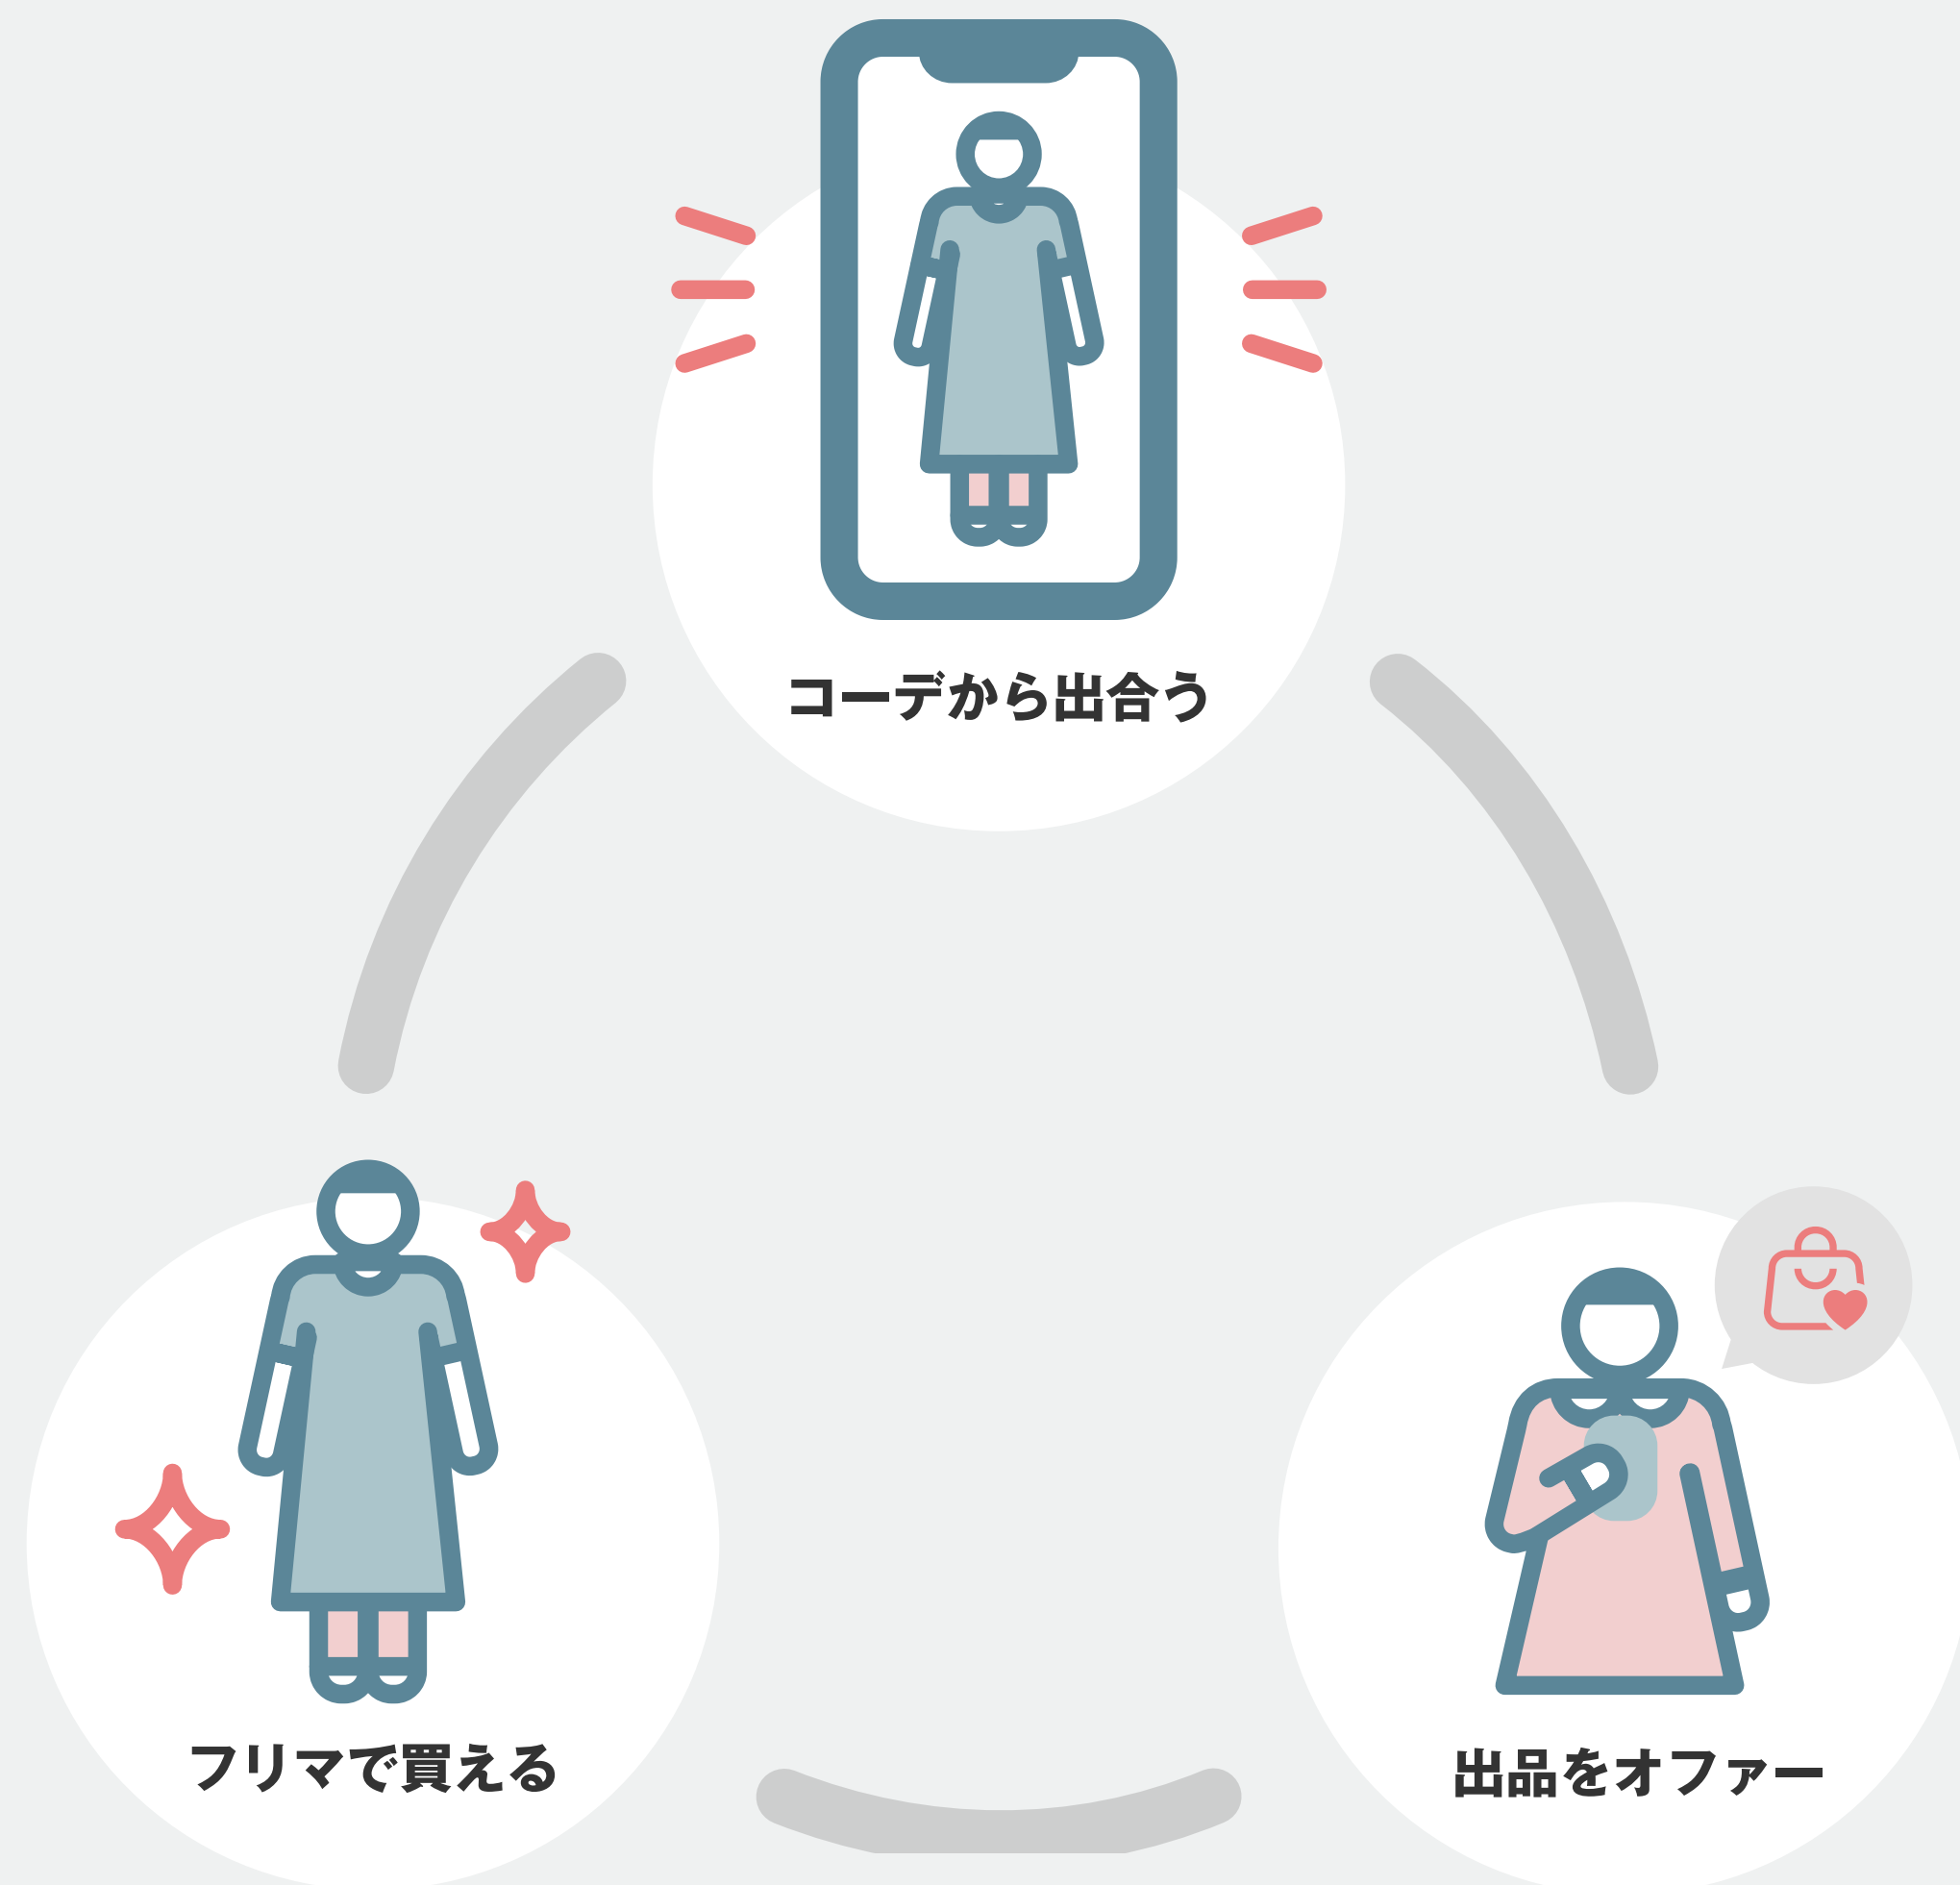 コーデから出合う
フリマで買える
出品をオファー